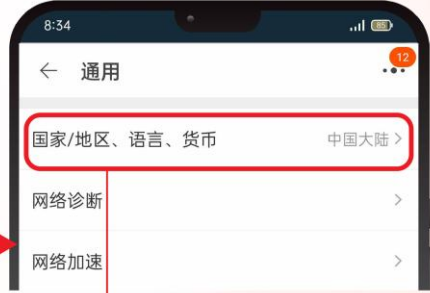 8:34
85
通用
12
国家/地区、语言、货币 中国大陆
网络诊断
网络加速